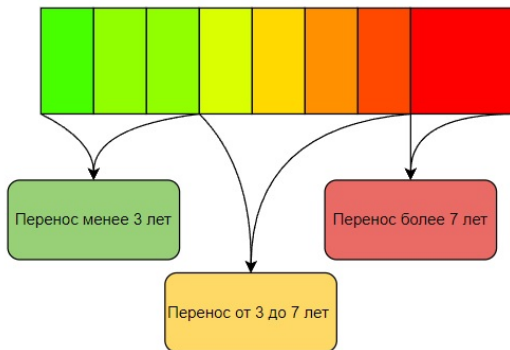 Перенос менее 3 лет
Перенос более 7 лет
Перенос от 3 до 7 лет